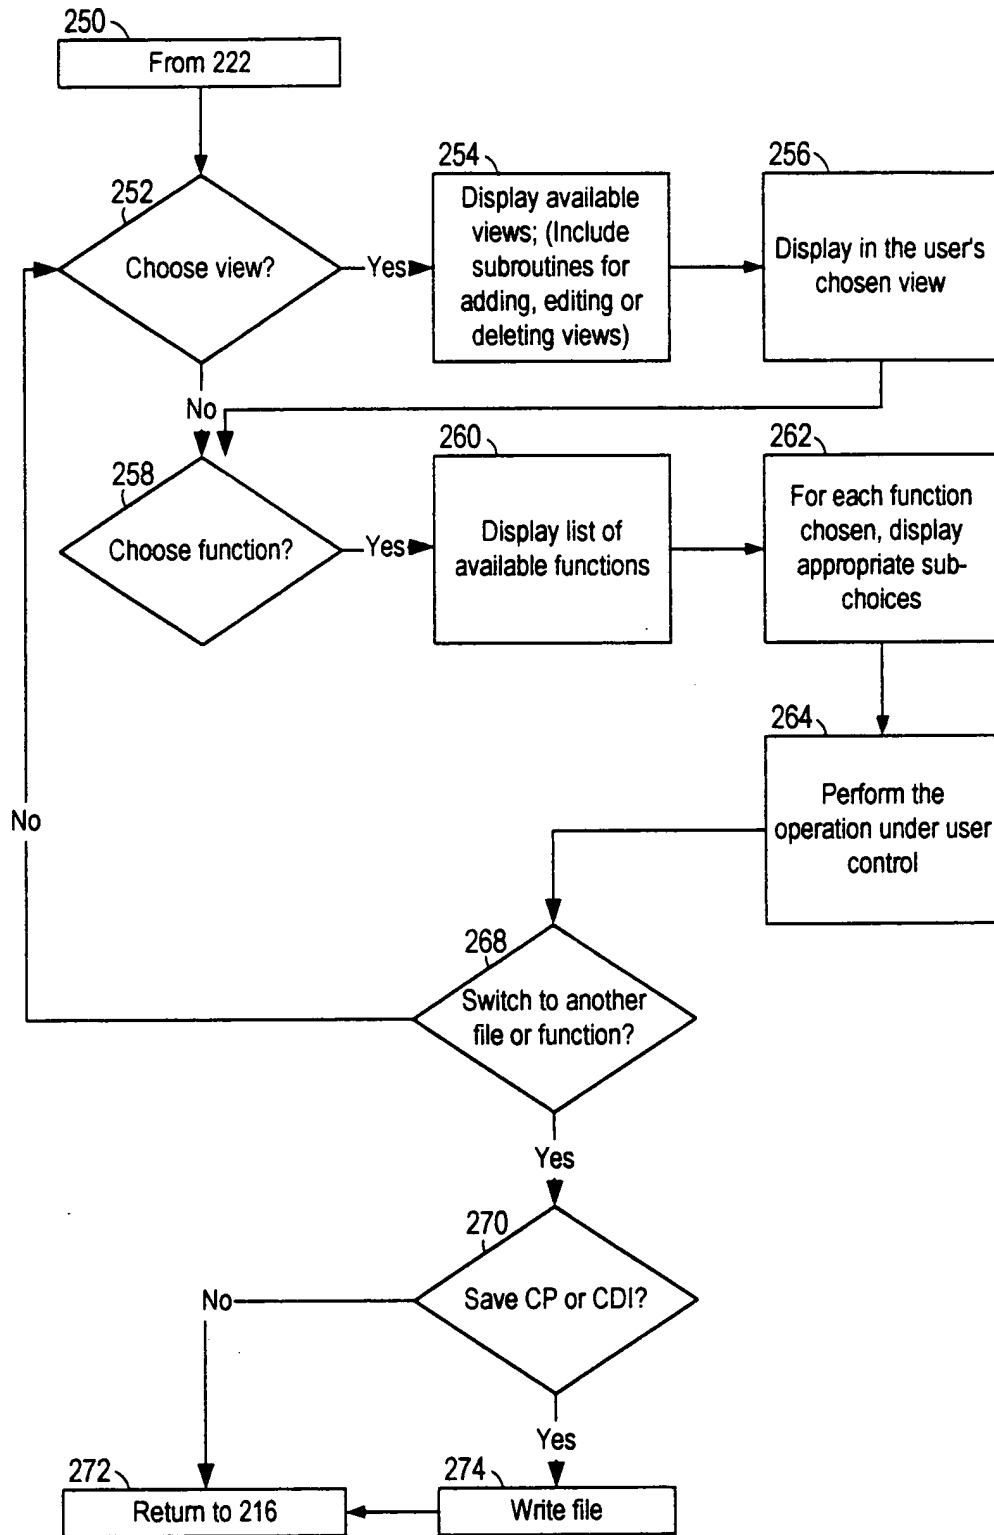 250
From 222
252
Choose view?
Yes
254
Display available
views; (Include
subroutines for
adding, editing or
deleting views)
256
Display in the user's
chosen view
No
258
Choose function?
Yes
260
Display list of
available functions
262
For each function
chosen, display
appropriate sub-
choices
264
Perform the
operation under user
control
No
268
Switch to another
file or function?
Yes
270
Save CP or CDI?
No
Yes
272
Return to 216
274
Write file